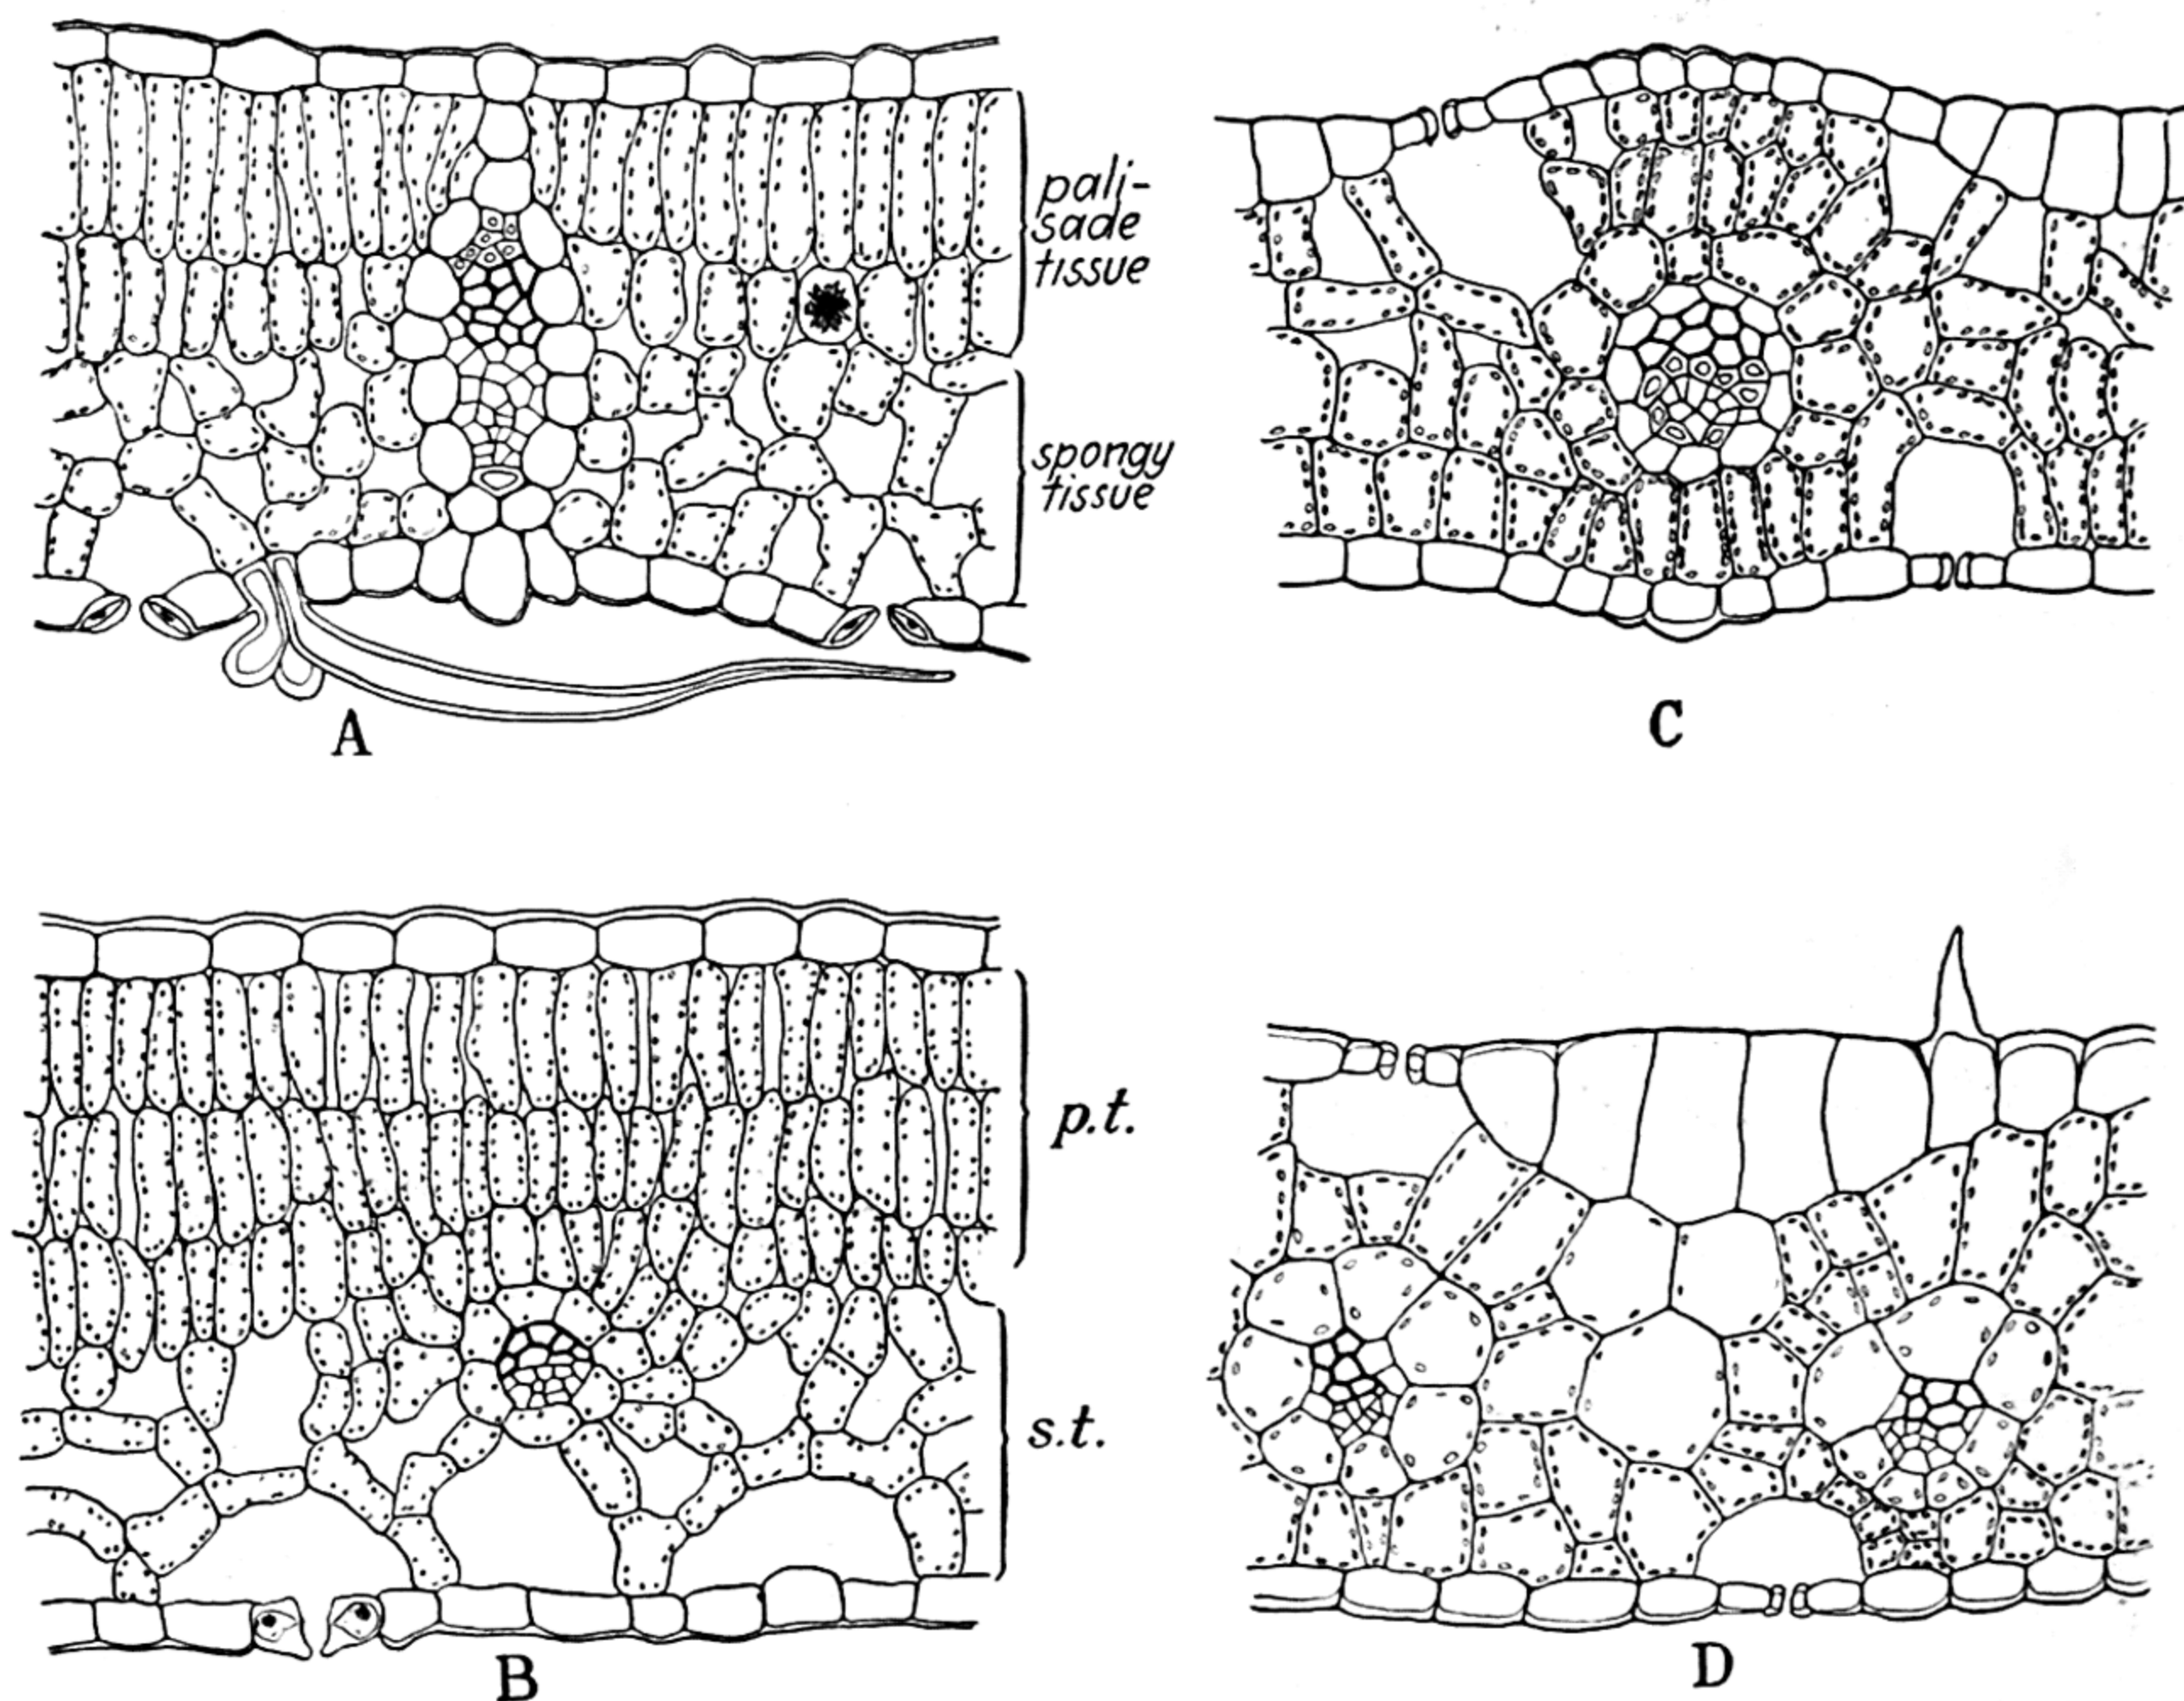 pali-
sade
tissue
spongy
tissue
A
C
p.t.
s.t.
B
D